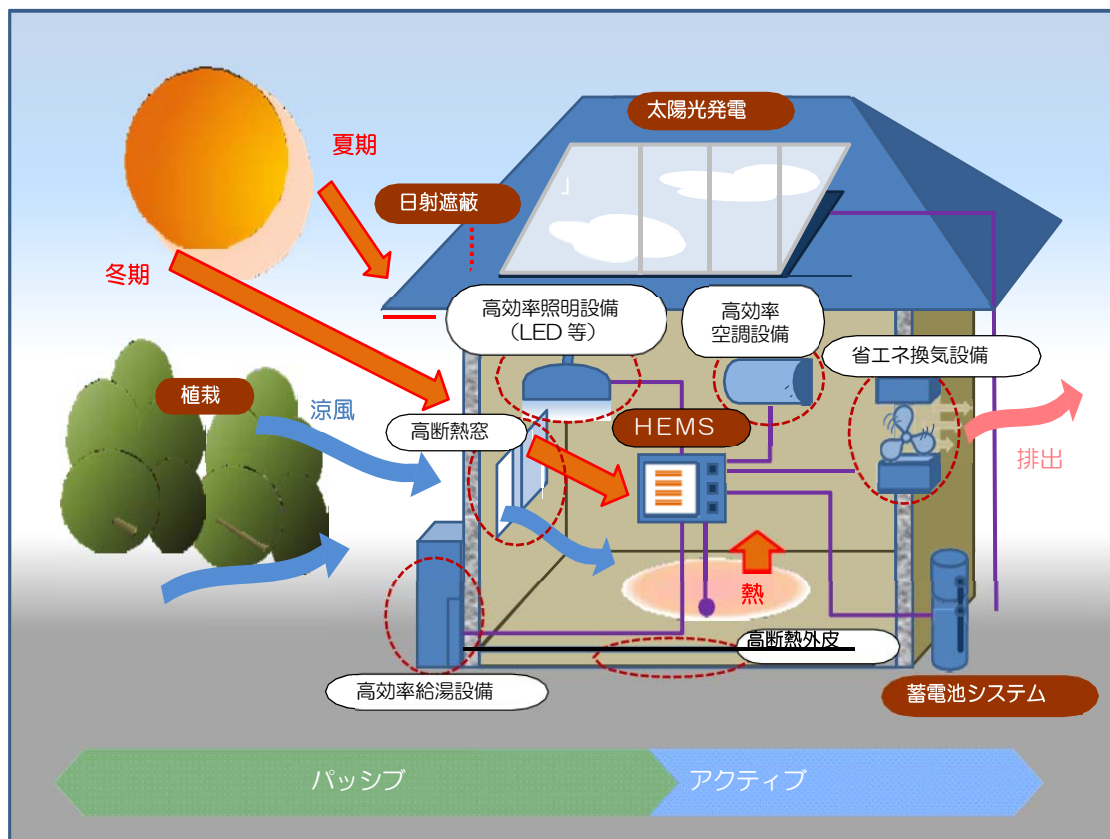 太陽光発電
夏期
」
日射遮蔽
冬期
高効率照明設備
（LED 等）
高効率
空調設備
省エネ換気設備
植栽
涼風
高断熱窓
ＨＥＭＳ
排出
熱
高断熱外皮
高効率給湯設備
蓄電池システム
パッシブ
アクティブ